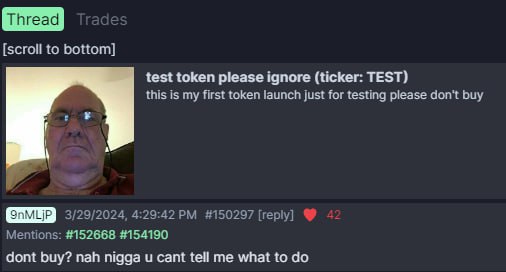 Thread Trades
[scroll to bottom]
test token please ignore (ticker: TEST)
this is my first token launch just for testing please don't buy
9nMLjP 3/29/2024, 4:29:42 PM #150297 [reply] ❤ 42
Mentions: #152668 #154190
dont buy? nah nigga u cant tell me what to do